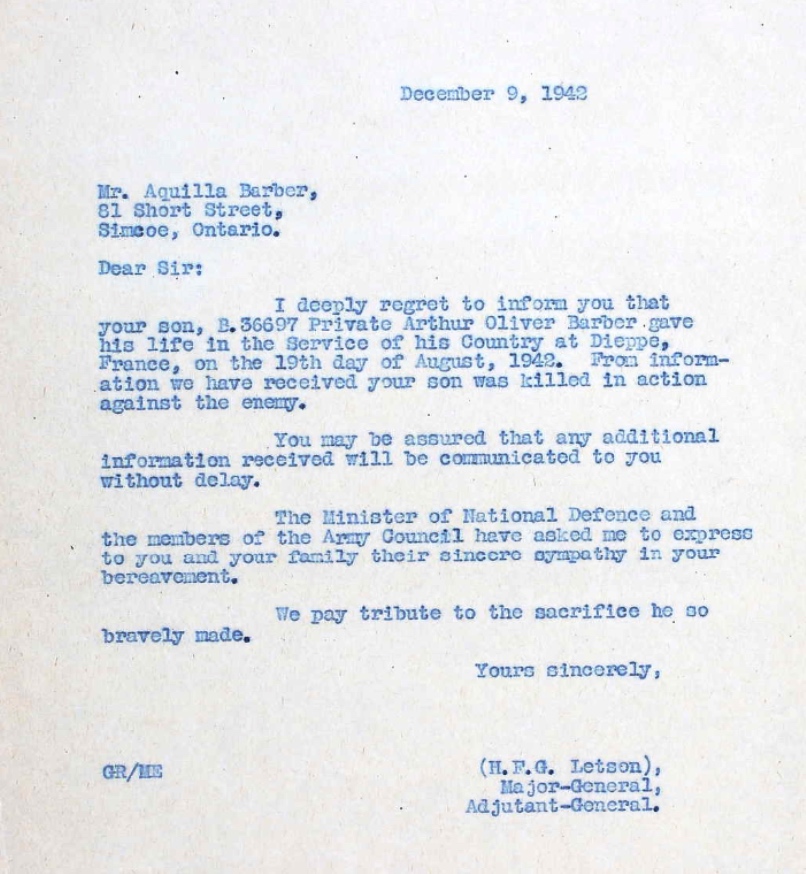 December 9, 1942
Mr. Aquilla Barber,
81 Short Street,
Simcoe, Ontario.
Dear Sir:
I deeply regret to inform you that
your son, B.36697 Private Arthur Oliver Barber gave
his life in the Service of his Country at Dieppe,
France, on the 19th day of August, 1942. From inform-
ation we have received your son was killed in action
against the enemy.
You may be assured that any additional
information received will be communicated to you
without delay.
The Minister of National Defence and
the members of the Army Council have asked me to express
to you and your family their sincere sympathy in your
bereavement.
We pay tribute to the sacrifice he so
bravely made.
Yours sincerely,
GR/ME
(H.F.G. Letson),
Major-General,
Adjutant-General.